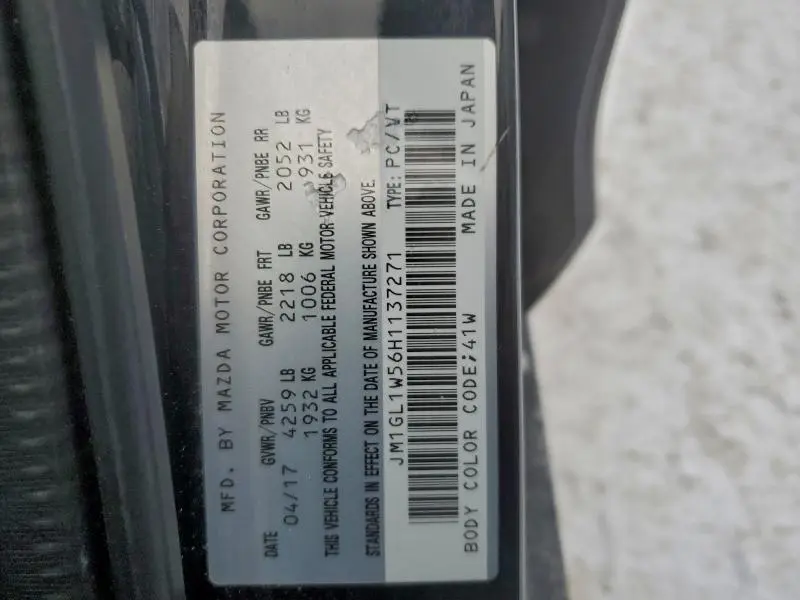 MFD. BY MAZDA MOTOR CORPORATION
DATE GVWR/PNBV GAWR/PNBE FRT GAWR/PNBE RR
04/17 4259 LB 2218 LB 2052 LB
1932 KG 1006 KG 931 KG
THIS VEHICLE CONFORMS TO ALL APPLICABLE FEDERAL MOTOR VEHICLE SAFETY
STANDARDS IN EFFECT ON THE DATE OF MANUFACTURE SHOWN ABOVE.
JM1GL1W56H1137271 TYPE: PC/VT
BODY COLOR CODE;41W MADE IN JAPAN